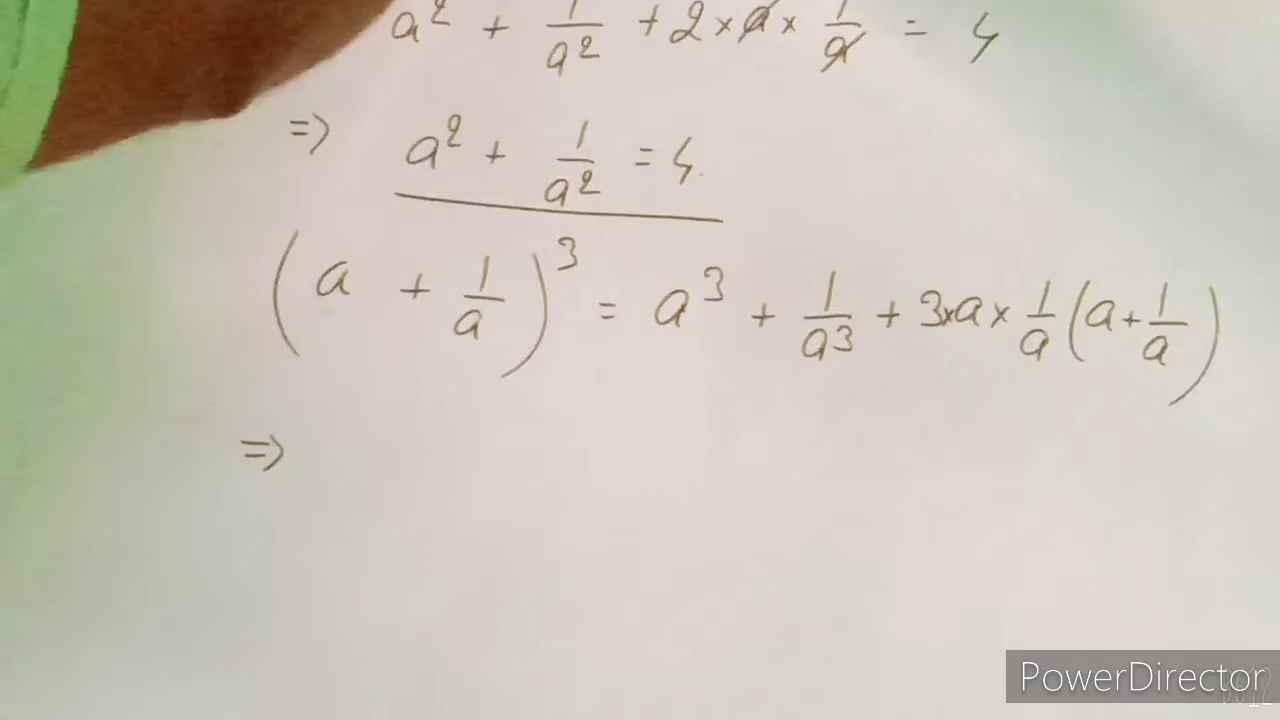 a² + 1/a² + 2 × a × 1/a = 4
=> a² + 1/a² = 4
(a + 1/a)³ = a³ + 1/a³ + 3×a × 1/a (a + 1/a)
=>
PowerDirector